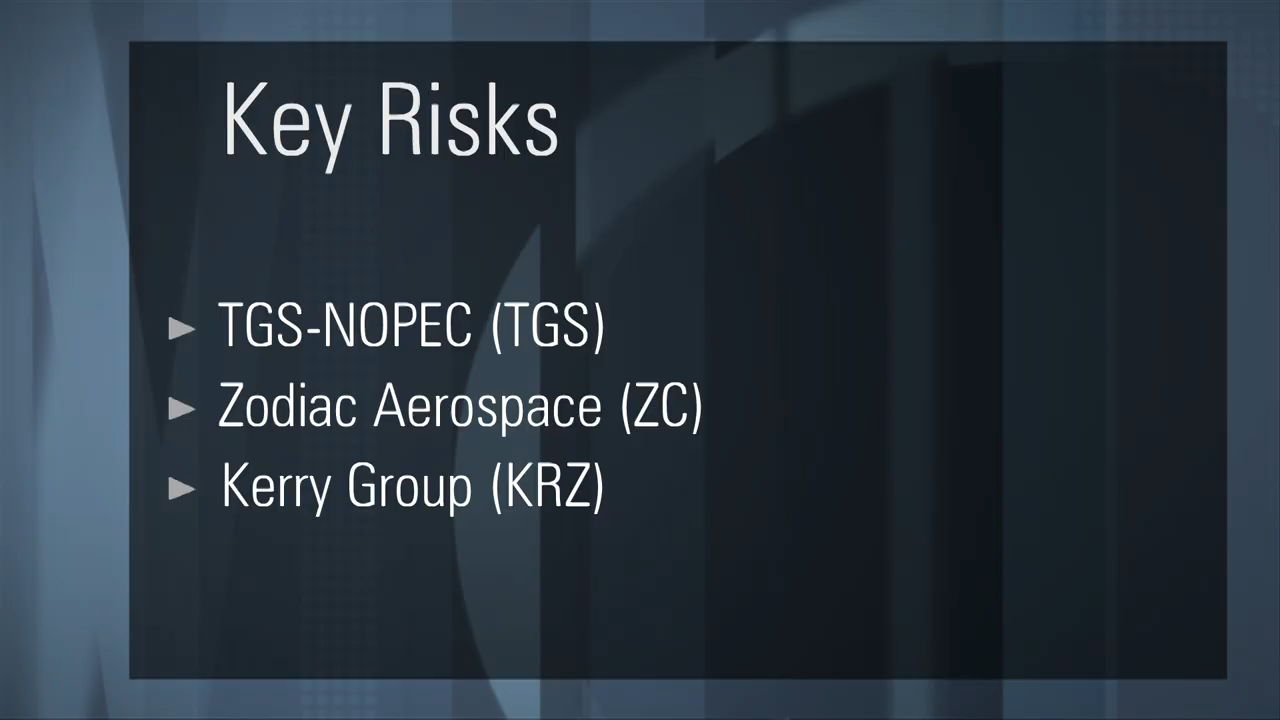 Key Risks
TGS-NOPEC (TGS)
Zodiac Aerospace (ZC)
Kerry Group (KRZ)